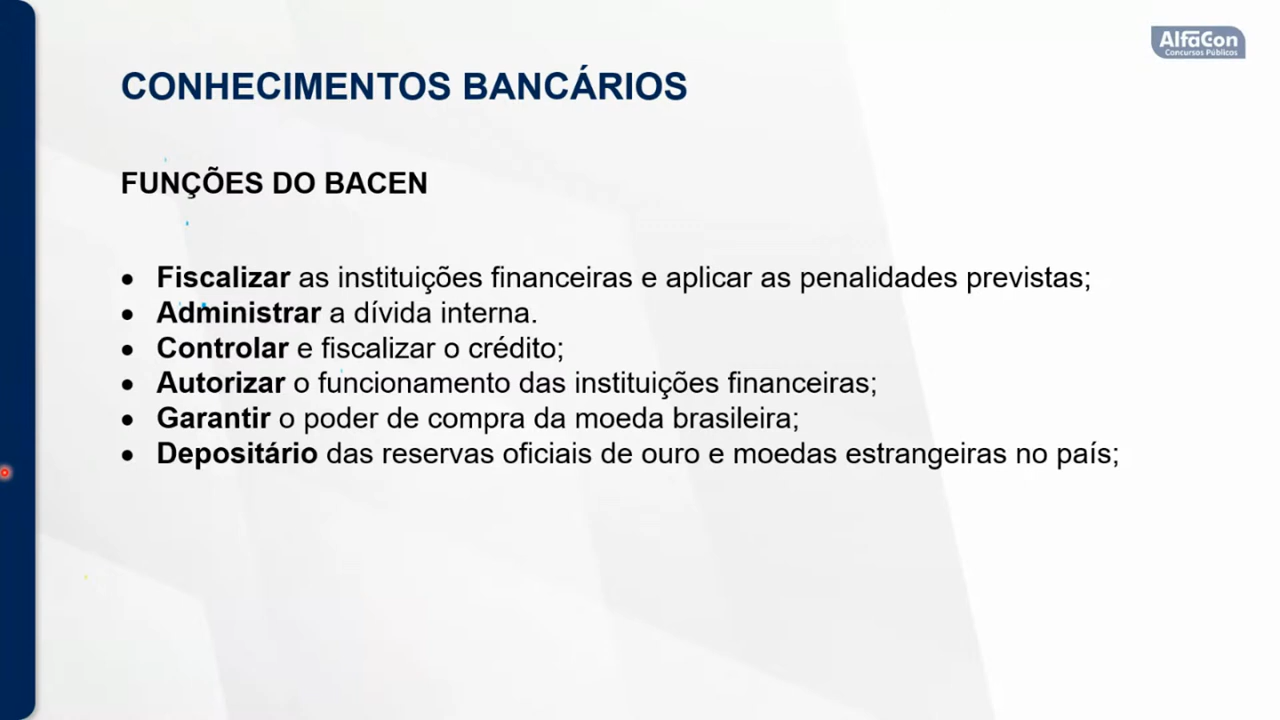 AlfaCon
Concursos Públicos
CONHECIMENTOS BANCÁRIOS
FUNÇÕES DO BACEN
• Fiscalizar as instituições financeiras e aplicar as penalidades previstas;
• Administrar a dívida interna.
• Controlar e fiscalizar o crédito;
• Autorizar o funcionamento das instituições financeiras;
• Garantir o poder de compra da moeda brasileira;
• Depositário das reservas oficiais de ouro e moedas estrangeiras no país;